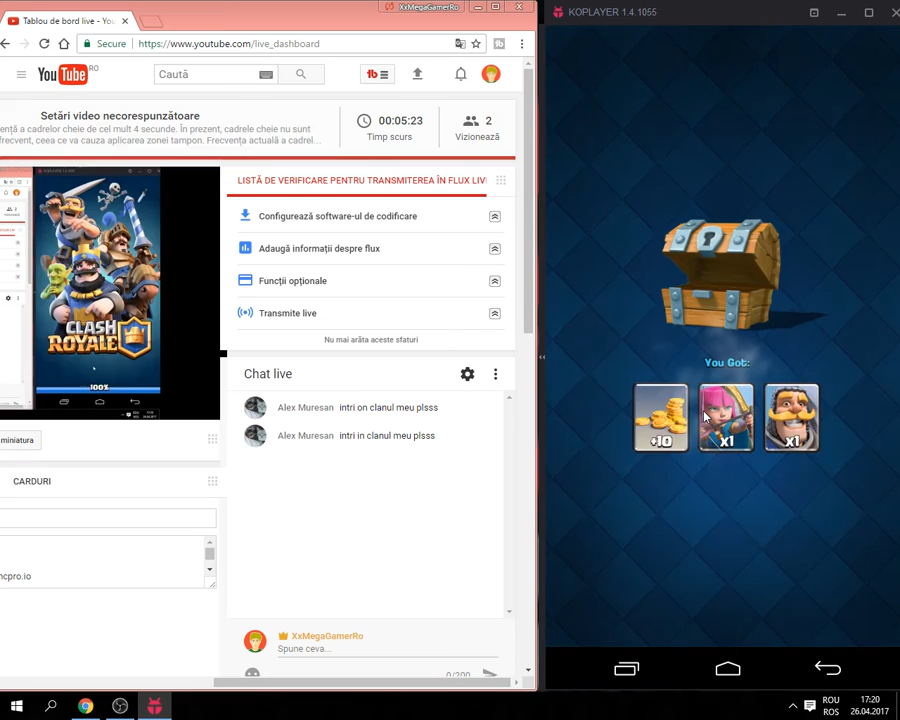 XxMegaGamerRo
Tablou de bord live - You
Secure
https://www.youtube.com/live_dashboard
YouTube RO
Caută
Setări video necorespunzătoare
ență a cadrelor cheie de cel mult 4 secunde. În prezent, cadrele cheie nu sunt
frecvent, ceea ce va cauza aplicarea zonei tampon. Frecvența actuală a cadrel...
00:05:23
Timp scurs
2
Vizionează
CLASH
ROYALE
100%
LISTĂ DE VERIFICARE PENTRU TRANSMITEREA ÎN FLUX LIV
Configurează software-ul de codificare
Adaugă informații despre flux
Funcții opționale
Transmite live
Nu mai arăta aceste sfaturi
Chat live
Alex Muresan intri on clanul meu plsss
Alex Muresan intri in clanul meu plsss
miniatura
CARDURI
ncpro.io
XxMegaGamerRo
Spune ceva...
0/200
KOPLAYER 1.4.1055
You Got:
+10
x1
x1
ROU
ROS
17:20
26.04.2017